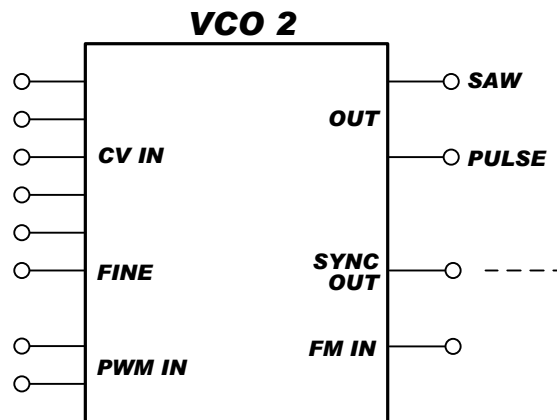 VCO 2
SAW
OUT
CV IN
PULSE
FINE
SYNC
OUT
FM IN
PWM IN